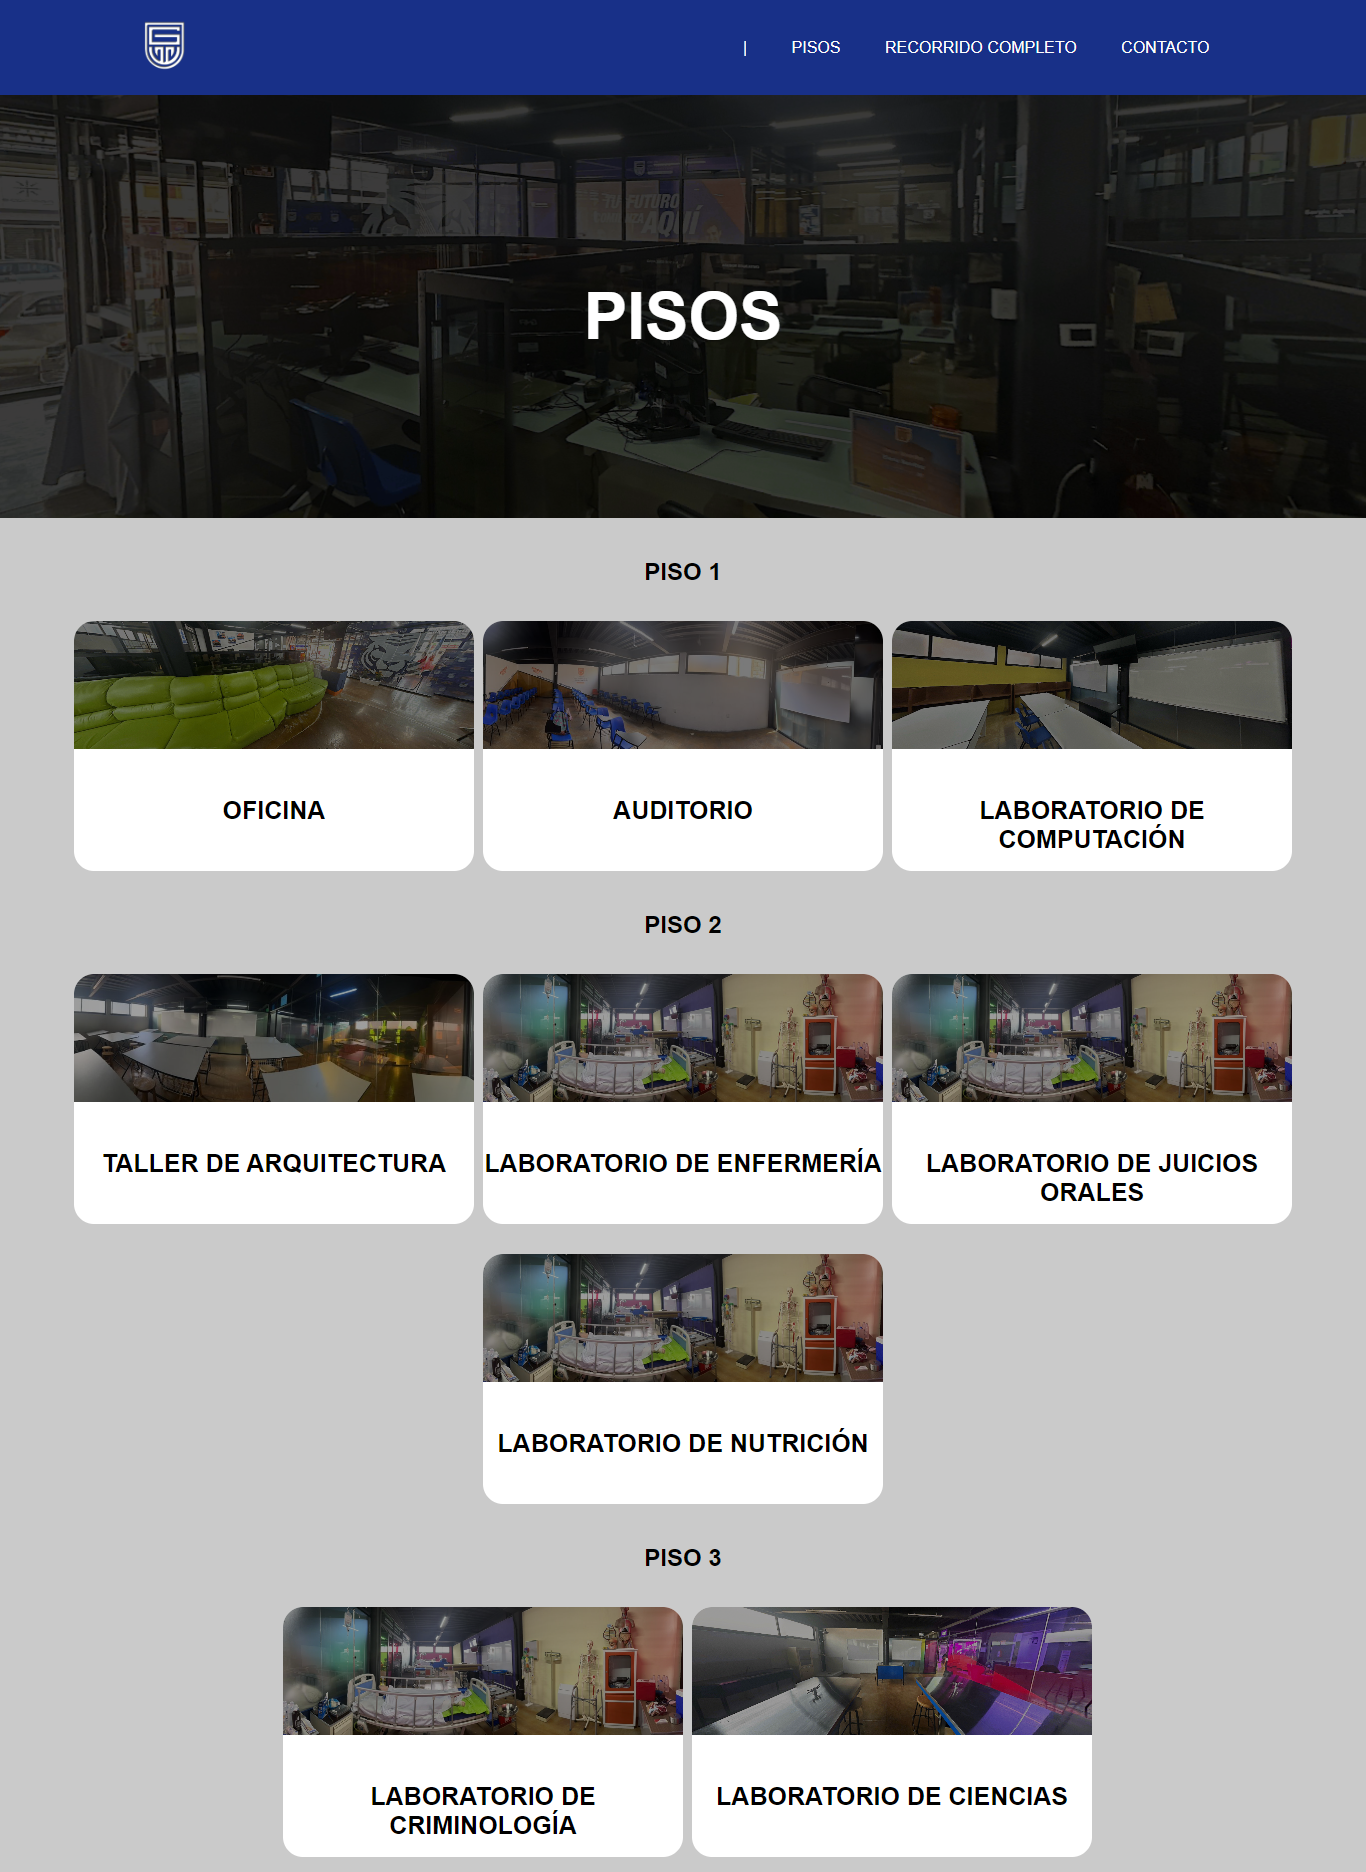 |
PISOS
RECORRIDO COMPLETO
CONTACTO
TU FUTURO
AQUÍ
PISOS
PISO 1
OFICINA
AUDITORIO
LABORATORIO DE
COMPUTACIÓN
PISO 2
TALLER DE ARQUITECTURA
LABORATORIO DE ENFERMERÍA
LABORATORIO DE JUICIOS
ORALES
LABORATORIO DE NUTRICIÓN
PISO 3
LABORATORIO DE
CRIMINOLOGÍA
LABORATORIO DE CIENCIAS